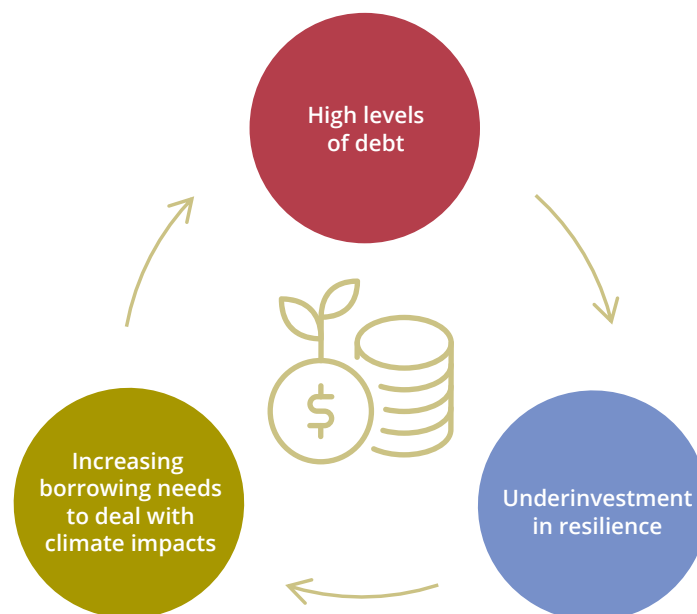 High levels
of debt
$
Increasing
borrowing needs
to deal with
climate impacts
Underinvestment
in resilience